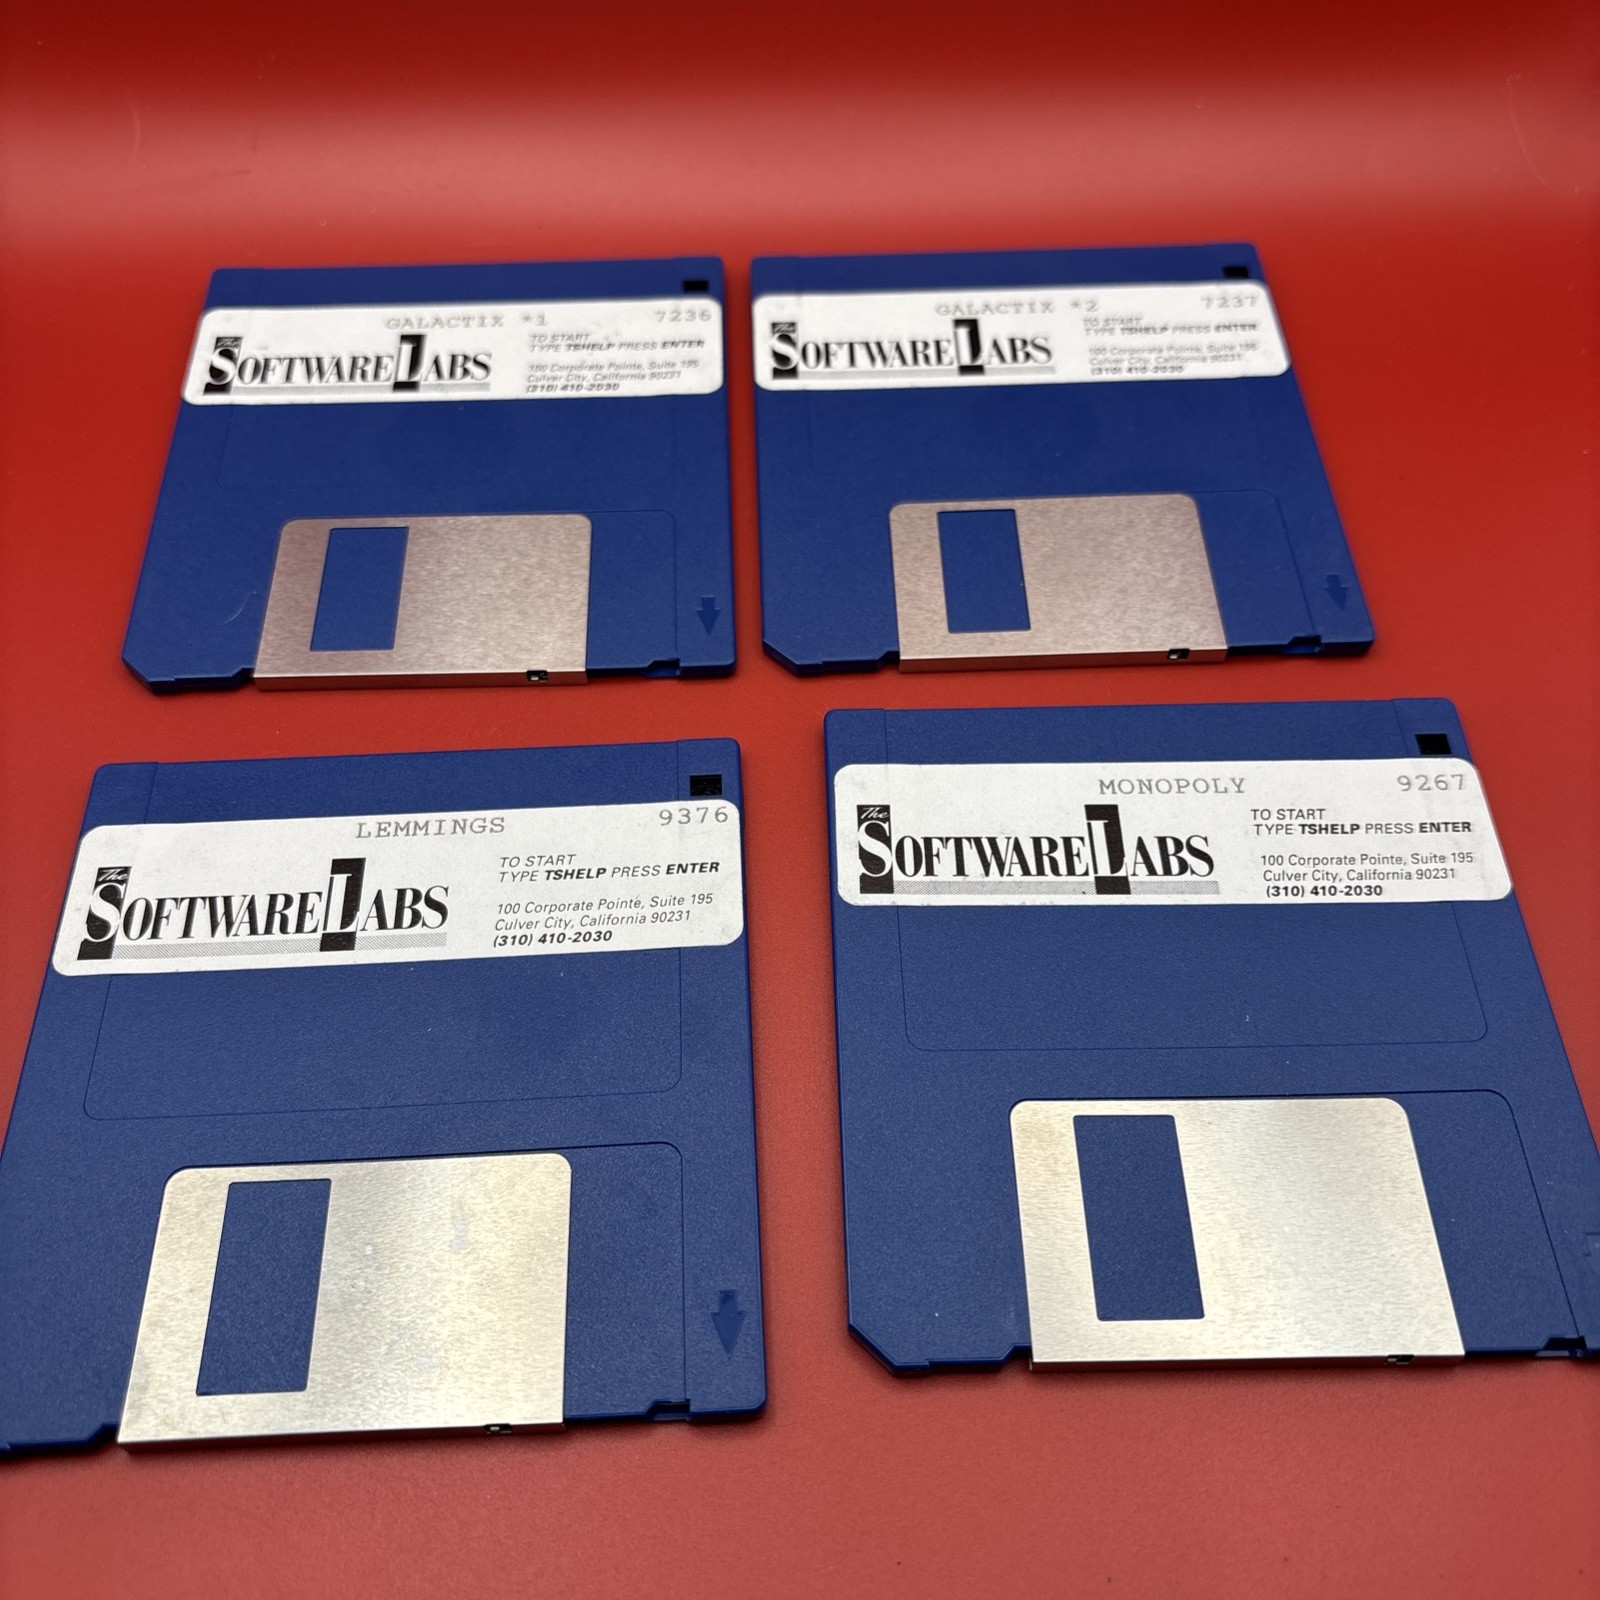 GALACTIX *1 7236
The SOFTWARE LABS
TO START
TYPE TSHELP PRESS ENTER
100 Corporate Pointe, Suite 195
Culver City, California 90231
(310) 410-2030
GALACTIX *2 7237
The SOFTWARE LABS
TO START
TYPE TSHELP PRESS ENTER
100 Corporate Pointe, Suite 195
Culver City, California 90231
(310) 410-2030
LEMMINGS 9376
The SOFTWARE LABS
TO START
TYPE TSHELP PRESS ENTER
100 Corporate Pointe, Suite 195
Culver City, California 90231
(310) 410-2030
MONOPOLY 9267
The SOFTWARE LABS
TO START
TYPE TSHELP PRESS ENTER
100 Corporate Pointe, Suite 195
Culver City, California 90231
(310) 410-2030